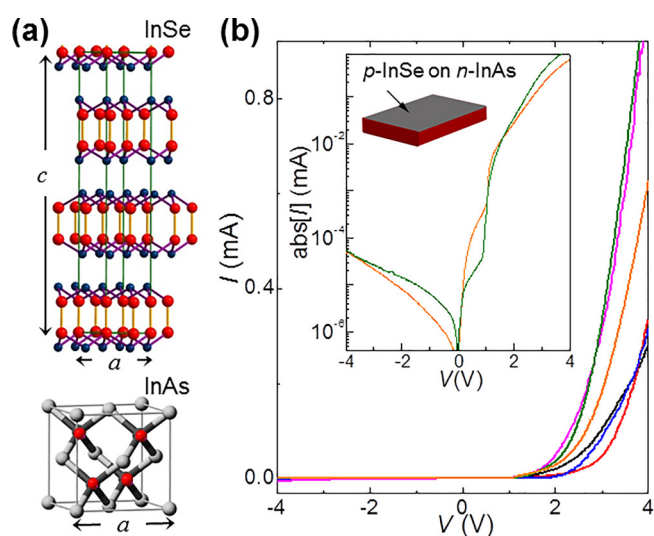 (a)
InSe
c
a
InAs
a
(b)
I (mA)
0.8
0.4
0.0
-4
-2
0
2
4
V (V)
p-InSe on n-InAs
abs[I] (mA)
10⁻²
10⁻⁴
10⁻⁶
-4
-2
0
2
4
V(V)